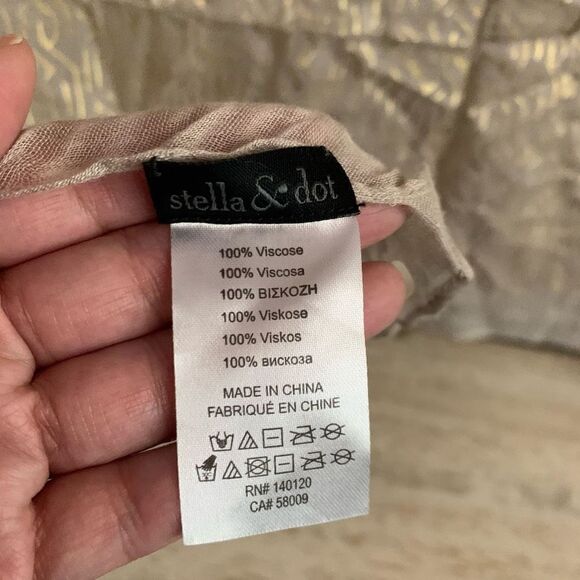 stella & dot
100% Viscose
100% Viscosa
100% ΒΙΣΚΟΖΗ
100% Viskose
100% Viskos
100% вискоза
MADE IN CHINA
FABRIQUÉ EN CHINE
RN# 140120
CA# 58009